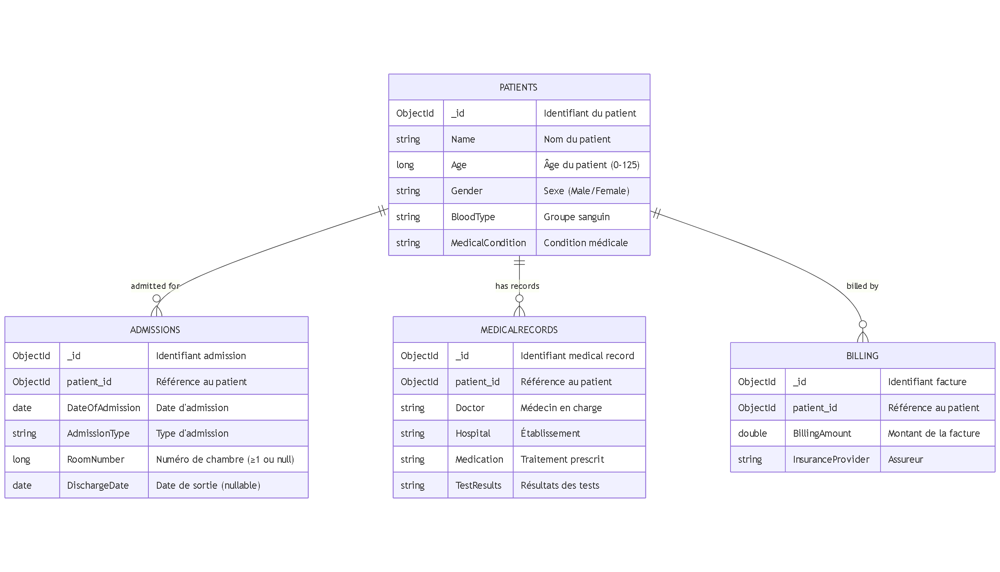 PATIENTS
ObjectId _id Identifiant du patient
string Name Nom du patient
long Age Âge du patient (0-125)
string Gender Sexe (Male/Female)
string BloodType Groupe sanguin
string MedicalCondition Condition médicale
admitted for
has records
billed by
ADMISSIONS
ObjectId _id Identifiant admission
ObjectId patient_id Référence au patient
date DateOfAdmission Date d'admission
string AdmissionType Type d'admission
long RoomNumber Numéro de chambre (≥1 ou null)
date DischargeDate Date de sortie (nullable)
MEDICALRECORDS
ObjectId _id Identifiant medical record
ObjectId patient_id Référence au patient
string Doctor Médecin en charge
string Hospital Établissement
string Medication Traitement prescrit
string TestResults Résultats des tests
BILLING
ObjectId _id Identifiant facture
ObjectId patient_id Référence au patient
double BillingAmount Montant de la facture
string InsuranceProvider Assureur